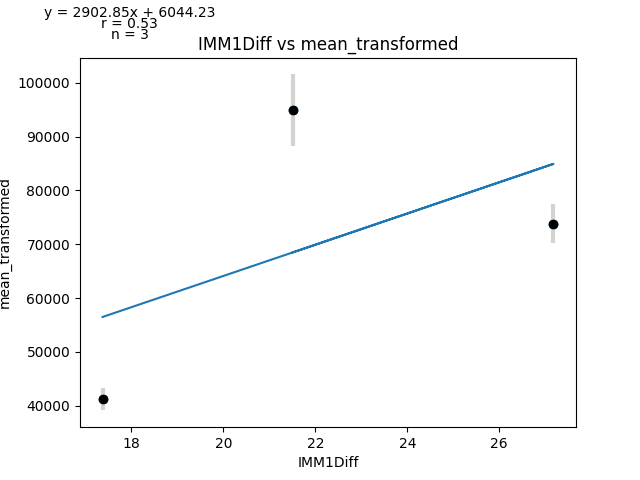 y = 2902.85x + 6044.23
r = 0.53
n = 3
IMM1Diff vs mean_transformed
100000
90000
80000
70000
60000
50000
40000
mean_transformed
18 20 22 24 26
IMM1Diff